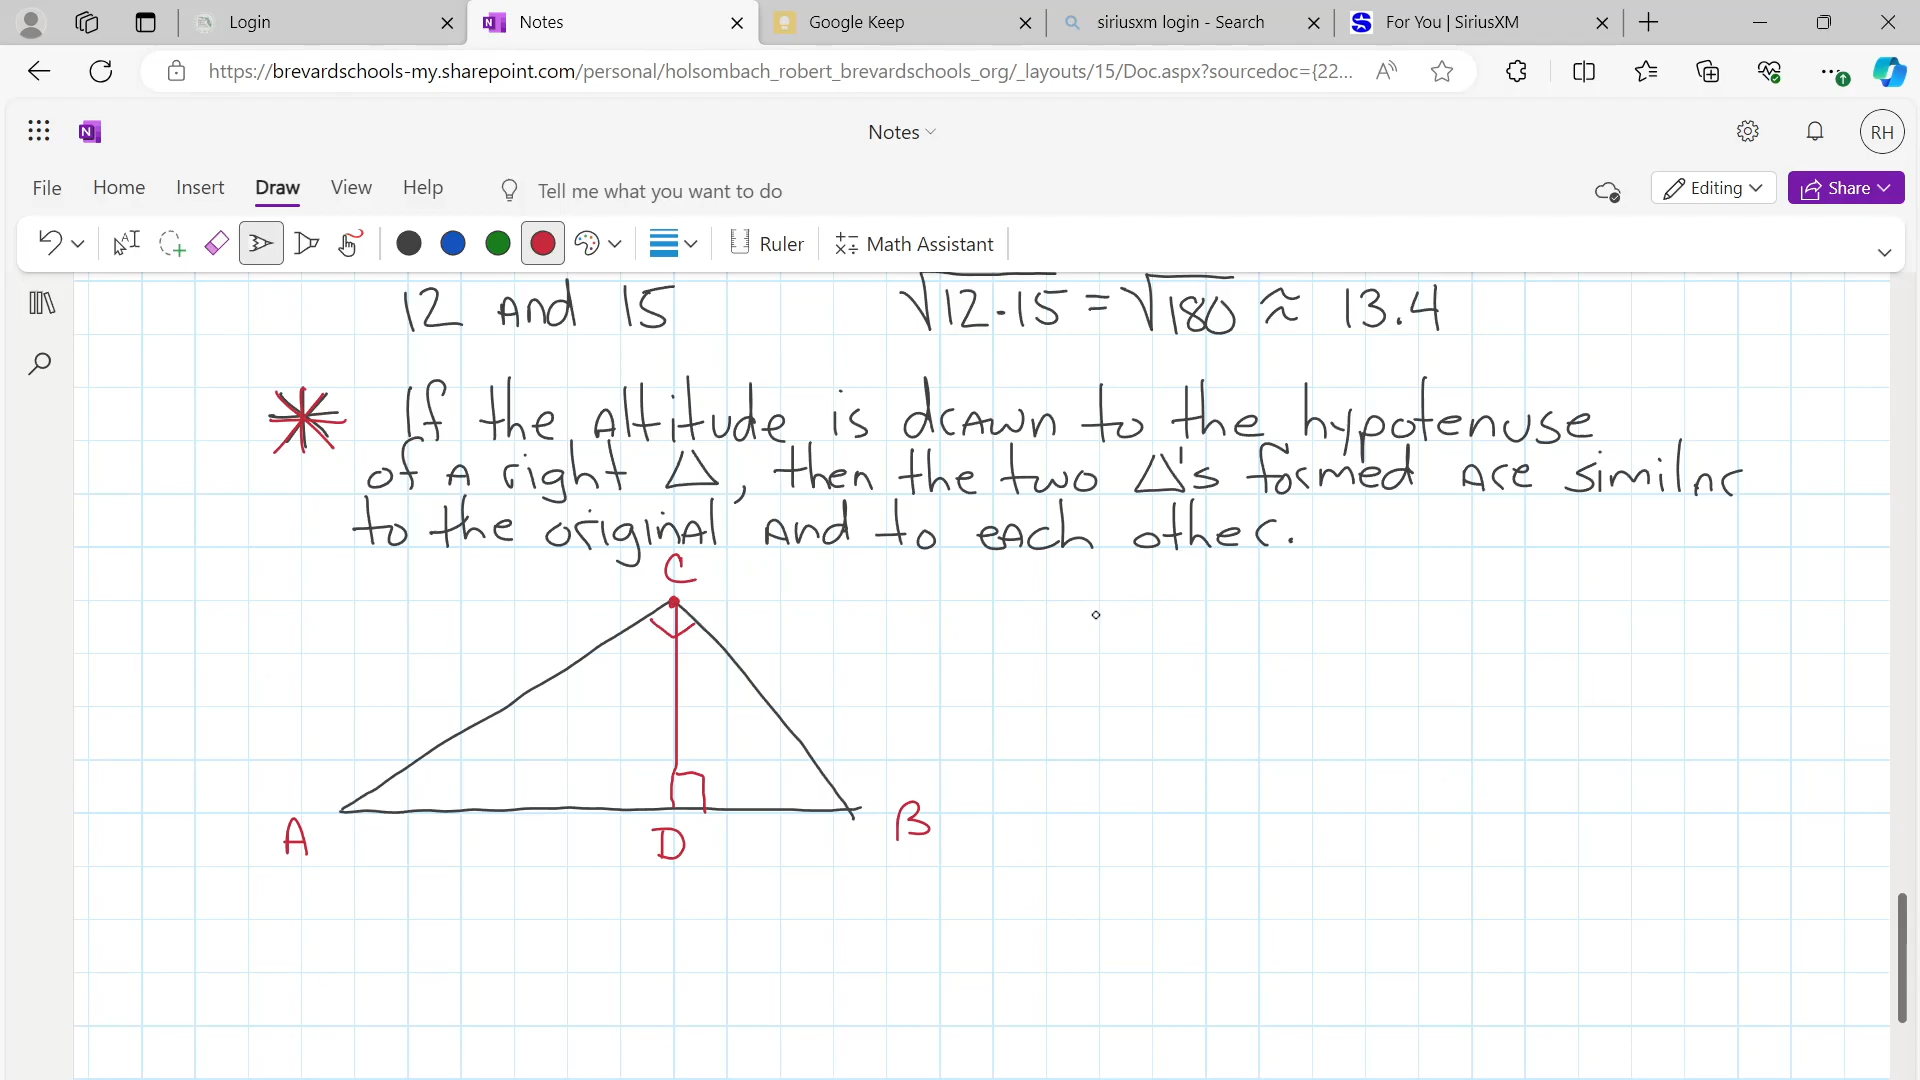 Login
Notes
Google Keep
siriusxm login - Search
For You | SiriusXM
https://brevardschools-my.sharepoint.com/personal/holsombach_robert_brevardschools_org/_layouts/15/Doc.aspx?sourcedoc={22...
Notes
RH
File Home Insert Draw View Help Tell me what you want to do
Editing Share
Ruler Math Assistant
12 and 15 √12·15 = √180 ≈ 13.4
* If the altitude is drawn to the hypotenuse
of a right △, then the two △'s formed are similar
to the original and to each other.
C
A D B